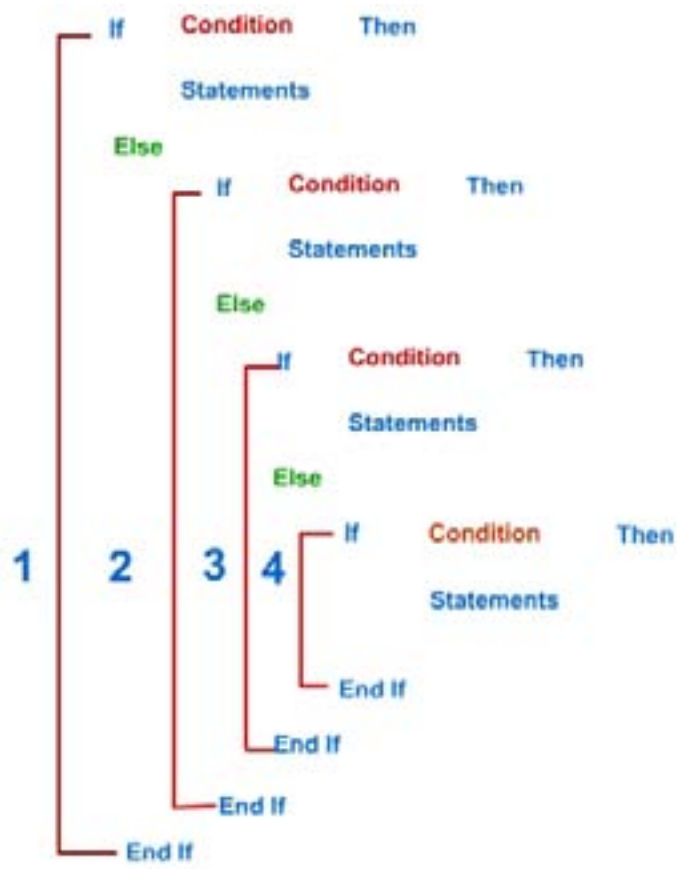 If Condition Then
Statements
Else
If Condition Then
Statements
Else
If Condition Then
Statements
Else
If Condition Then
1 2 3 4
Statements
End If
End If
End If
End If